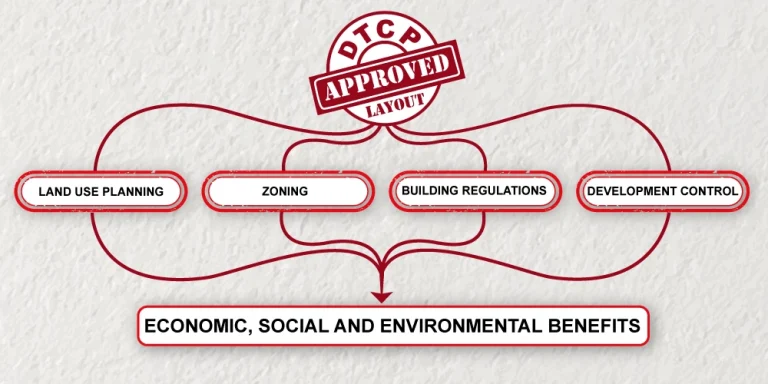 DTCP
APPROVED
LAYOUT
LAND USE PLANNING
ZONING
BUILDING REGULATIONS
DEVELOPMENT CONTROL
ECONOMIC, SOCIAL AND ENVIRONMENTAL BENEFITS